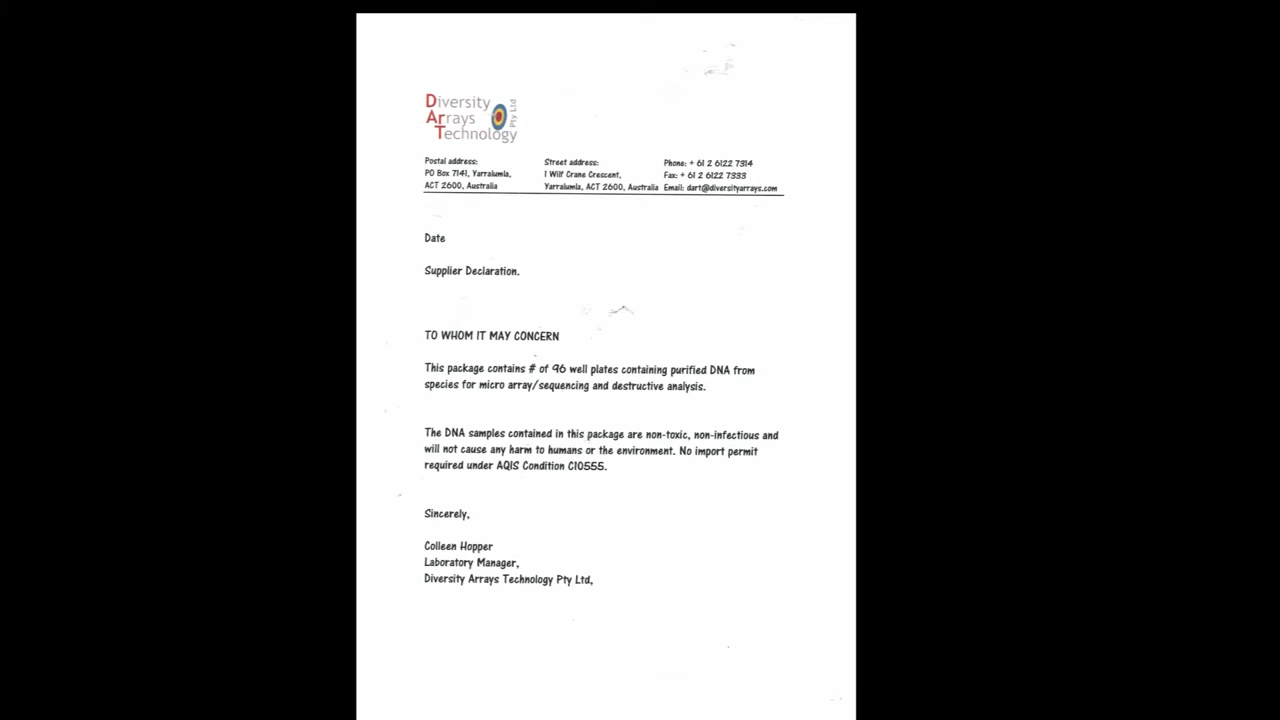 Diversity
Arrays
Technology
Pty Ltd
Postal address:
PO Box 7141, Yarralumla,
ACT 2600, Australia
Street address:
1 Wilf Crane Crescent,
Yarralumla, ACT 2600, Australia
Phone: + 61 2 6122 7314
Fax: + 61 2 6122 7333
Email: dart@diversityarrays.com
Date
Supplier Declaration.
TO WHOM IT MAY CONCERN
This package contains # of 96 well plates containing purified DNA from
species for micro array/sequencing and destructive analysis.
The DNA samples contained in this package are non-toxic, non-infectious and
will not cause any harm to humans or the environment. No import permit
required under AQIS Condition C10555.
Sincerely,
Colleen Hopper
Laboratory Manager,
Diversity Arrays Technology Pty Ltd,